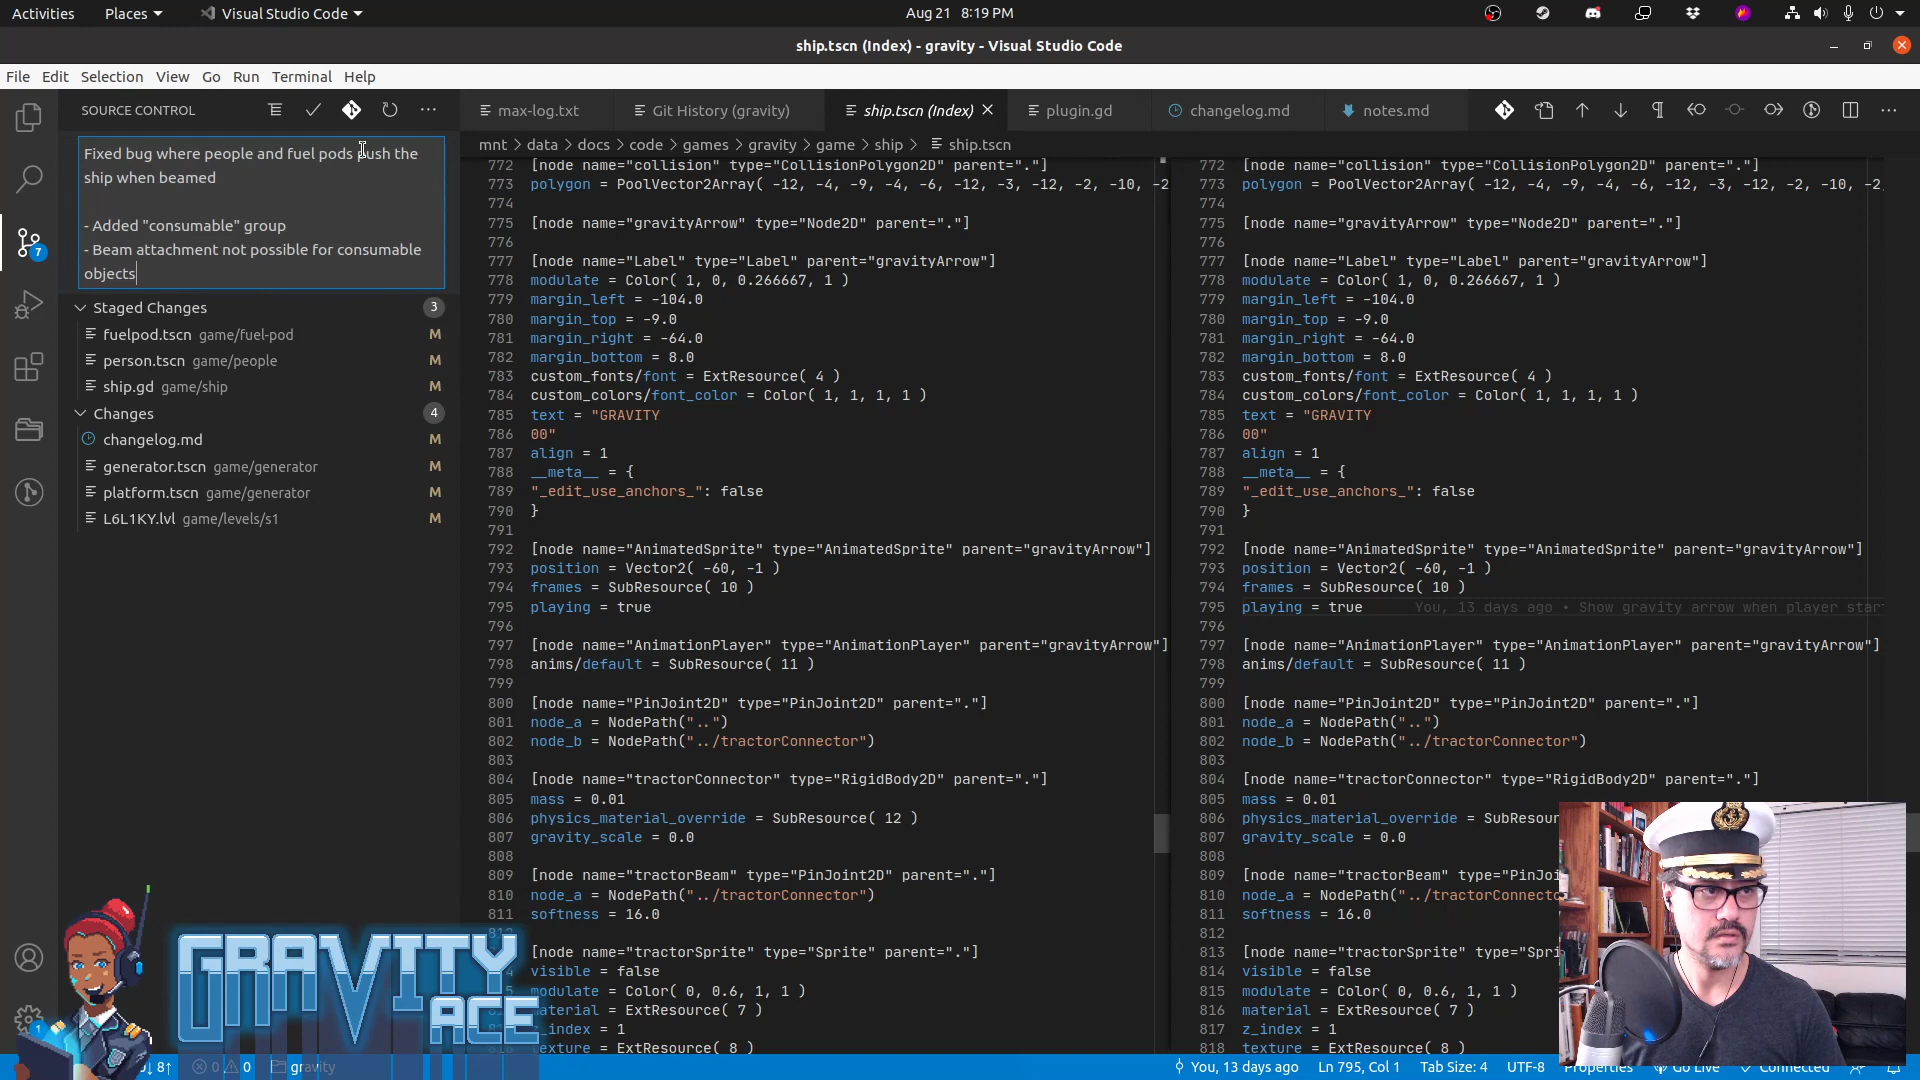 Activities Places Visual Studio Code Aug 21 8:19 PM
ship.tscn (Index) - gravity - Visual Studio Code
File Edit Selection View Go Run Terminal Help
SOURCE CONTROL
max-log.txt Git History (gravity) ship.tscn (Index) plugin.gd changelog.md notes.md
mnt > data > docs > code > games > gravity > game > ship > ship.tscn
Fixed bug where people and fuel pods push the
ship when beamed
- Added "consumable" group
- Beam attachment not possible for consumable
objects
7
Staged Changes 3
fuelpod.tscn game/fuel-pod M
person.tscn game/people M
ship.gd game/ship M
Changes 4
changelog.md M
generator.tscn game/generator M
platform.tscn game/generator M
L6L1KY.lvl game/levels/s1 M
1
GRAVITY
ACE
772 [node name="collision" type="CollisionPolygon2D" parent="."]
773 polygon = PoolVector2Array( -12, -4, -9, -4, -6, -12, -3, -12, -2, -10, -2
774
775 [node name="gravityArrow" type="Node2D" parent="."]
776
777 [node name="Label" type="Label" parent="gravityArrow"]
778 modulate = Color( 1, 0, 0.266667, 1 )
779 margin_left = -104.0
780 margin_top = -9.0
781 margin_right = -64.0
782 margin_bottom = 8.0
783 custom_fonts/font = ExtResource( 4 )
784 custom_colors/font_color = Color( 1, 1, 1, 1 )
785 text = "GRAVITY
786 00"
787 align = 1
788 __meta__ = {
789 "_edit_use_anchors_": false
790 }
791
792 [node name="AnimatedSprite" type="AnimatedSprite" parent="gravityArrow"]
793 position = Vector2( -60, -1 )
794 frames = SubResource( 10 )
795 playing = true
796
797 [node name="AnimationPlayer" type="AnimationPlayer" parent="gravityArrow"]
798 anims/default = SubResource( 11 )
799
800 [node name="PinJoint2D" type="PinJoint2D" parent="."]
801 node_a = NodePath("..")
802 node_b = NodePath("../tractorConnector")
803
804 [node name="tractorConnector" type="RigidBody2D" parent="."]
805 mass = 0.01
806 physics_material_override = SubResource( 12 )
807 gravity_scale = 0.0
808
809 [node name="tractorBeam" type="PinJoint2D" parent="."]
810 node_a = NodePath("../tractorConnector")
811 softness = 16.0
[node name="tractorSprite" type="Sprite" parent="."]
visible = false
modulate = Color( 0, 0.6, 1, 1 )
material = ExtResource( 7 )
z_index = 1
texture = ExtResource( 8 )
772 [node name="collision" type="CollisionPolygon2D" parent="."]
773 polygon = PoolVector2Array( -12, -4, -9, -4, -6, -12, -3, -12, -2, -10, -2,
774
775 [node name="gravityArrow" type="Node2D" parent="."]
776
777 [node name="Label" type="Label" parent="gravityArrow"]
778 modulate = Color( 1, 0, 0.266667, 1 )
779 margin_left = -104.0
780 margin_top = -9.0
781 margin_right = -64.0
782 margin_bottom = 8.0
783 custom_fonts/font = ExtResource( 4 )
784 custom_colors/font_color = Color( 1, 1, 1, 1 )
785 text = "GRAVITY
786 00"
787 align = 1
788 __meta__ = {
789 "_edit_use_anchors_": false
790 }
791
792 [node name="AnimatedSprite" type="AnimatedSprite" parent="gravityArrow"]
793 position = Vector2( -60, -1 )
794 frames = SubResource( 10 )
795 playing = true You, 13 days ago • Show gravity arrow when player star
796
797 [node name="AnimationPlayer" type="AnimationPlayer" parent="gravityArrow"]
798 anims/default = SubResource( 11 )
799
800 [node name="PinJoint2D" type="PinJoint2D" parent="."]
801 node_a = NodePath("..")
802 node_b = NodePath("../tractorConnector")
803
804 [node name="tractorConnector" type="RigidBody2D" parent="."]
805 mass = 0.01
806 physics_material_override = SubResour
807 gravity_scale = 0.0
808
809 [node name="tractorBeam" type="PinJoi
810 node_a = NodePath("../tractorConnecto
811 softness = 16.0
812
813 [node name="tractorSprite" type="Spri
814 visible = false
815 modulate = Color( 0, 0.6, 1, 1 )
816 material = ExtResource( 7 )
817 z_index = 1
818 texture = ExtResource( 8 )
8↑ 0 0 gravity You, 13 days ago Ln 795, Col 1 Tab Size: 4 UTF-8 Properties Go Live Connected